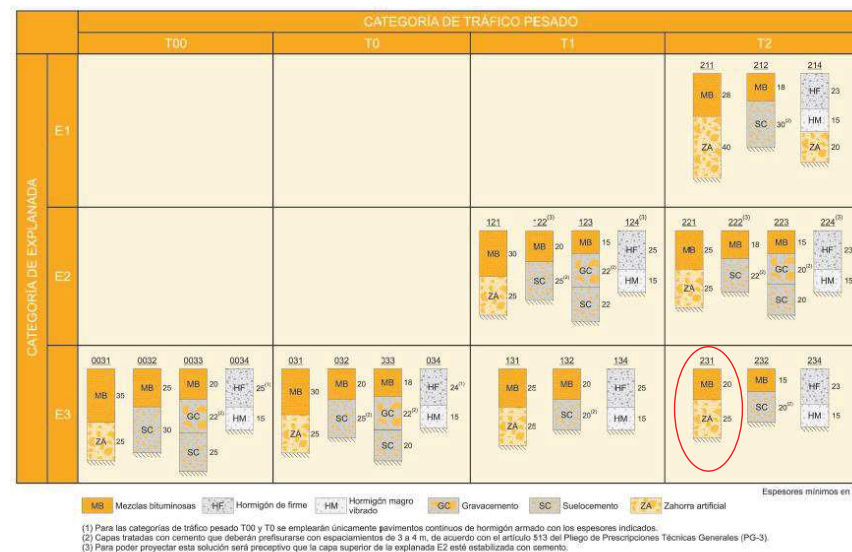 CATEGORÍA DE TRÁFICO PESADO
T00 T0 T1 T2
CATEGORÍA DE EXPLANADA
E1
211 212 214
MB 28 MB 18 HF 23
ZA 40 SC 30(2) HM 15
ZA 20
E2
121 122(3) 123 124(3) 221 222(3) 223 224(3)
MB 30 MB 20 MB 15 HF 25 MB 25 MB 18 MB 15 HF 23
ZA 25 SC 25(2) GC 22(2) HM 15 ZA 25 SC 22(2) GC 20(2) HM 15
SC 22 SC 20
E3
0031 0032 0033 0034 031 032 033 034 131 132 134 231 232 234
MB 35 MB 25 MB 20 HF 25(1) MB 30 MB 20 MB 18 HF 24(1) MB 25 MB 20 HF 25 MB 20 MB 15 HF 23
ZA 25 SC 30 GC 22(2) HM 15 ZA 25 SC 25(2) GC 22(2) HM 15 ZA 25 SC 20(2) HM 15 ZA 25 SC 20(2) HM 15
SC 25 SC 20
Espesores mínimos en
MB Mezclas bituminosas HF Hormigón de firme HM Hormigón magro vibrado GC Gravacemento SC Suelocemento ZA Zahorra artificial
(1) Para las categorías de tráfico pesado T00 y T0 se emplearán únicamente pavimentos continuos de hormigón armado con los espesores indicados.
(2) Capas tratadas con cemento que deberán prefisurarse con espaciamientos de 3 a 4 m, de acuerdo con el artículo 513 del Pliego de Prescripciones Técnicas Generales (PG-3).
(3) Para poder proyectar esta solución será preceptivo que la capa superior de la explanada E2 esté estabilizada con cemento.